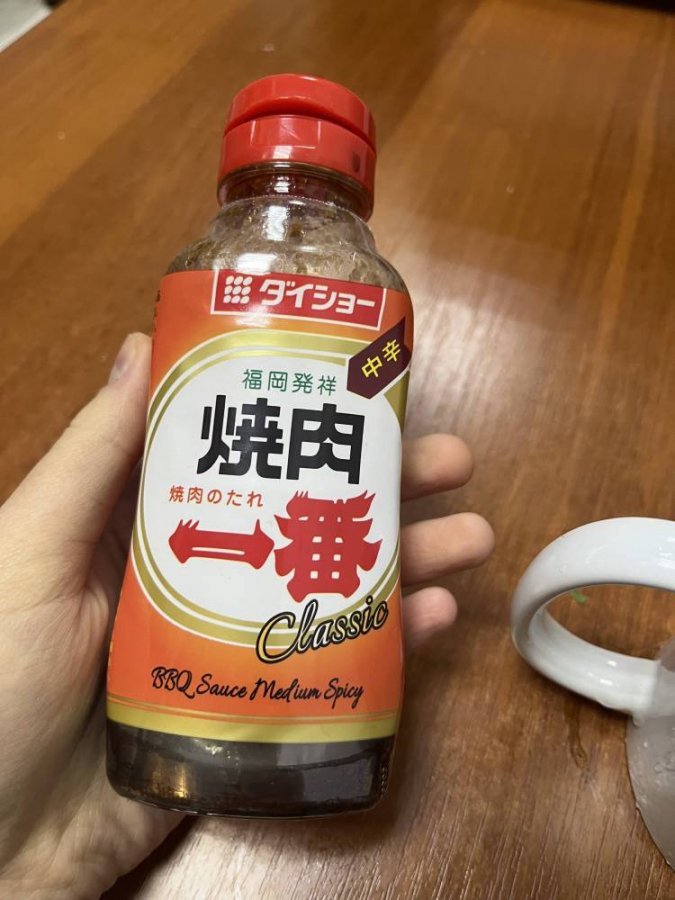 ダイショー
中辛
福岡発祥
焼肉
焼肉のたれ
一番
Classic
BBQ Sauce Medium Spicy